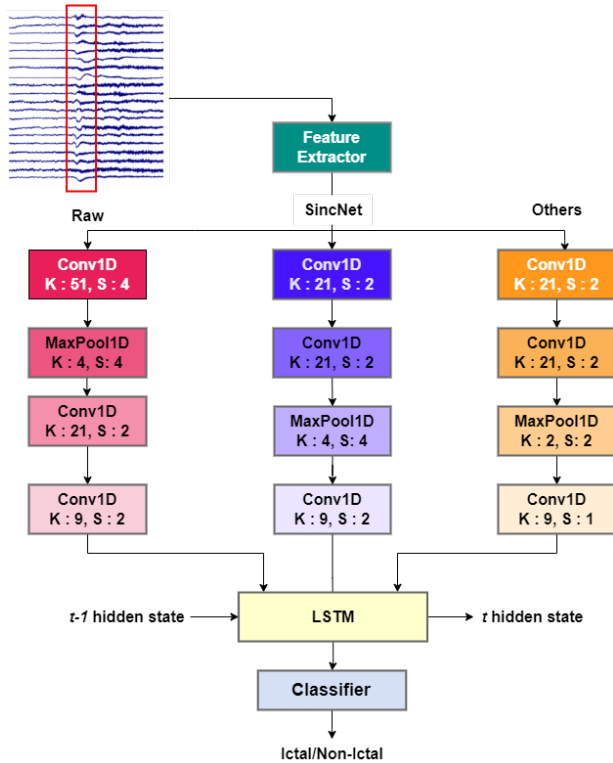 Feature
Extractor
Raw
SincNet
Others
Conv1D
K : 51, S : 4
Conv1D
K : 21, S : 2
Conv1D
K : 21, S : 2
MaxPool1D
K : 4, S: 4
Conv1D
K : 21, S : 2
Conv1D
K : 21, S : 2
Conv1D
K : 21, S : 2
MaxPool1D
K : 4, S: 4
MaxPool1D
K : 2, S: 2
Conv1D
K : 9, S : 2
Conv1D
K : 9, S : 2
Conv1D
K : 9, S : 1
t-1 hidden state
LSTM
t hidden state
Classifier
Ictal/Non-Ictal